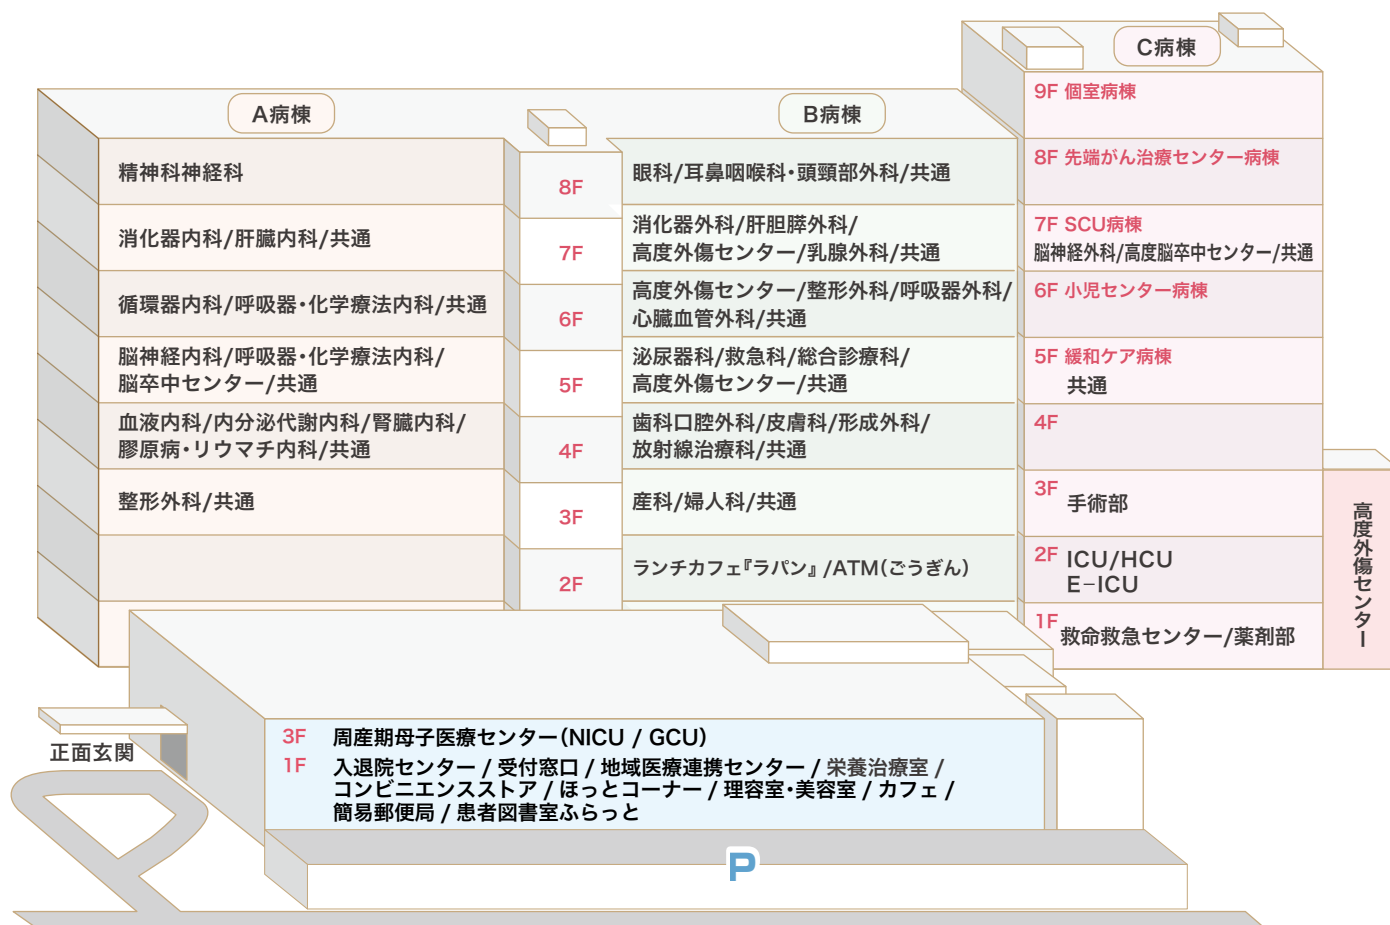 A病棟
精神科神経科
消化器内科/肝臓内科/共通
循環器内科/呼吸器・化学療法内科/共通
脳神経内科/呼吸器・化学療法内科/
脳卒中センター/共通
血液内科/内分泌代謝内科/腎臓内科/
膠原病・リウマチ内科/共通
整形外科/共通
8F
7F
6F
5F
4F
3F
2F
B病棟
眼科/耳鼻咽喉科・頭頸部外科/共通
消化器外科/肝胆膵外科/
高度外傷センター/乳腺外科/共通
高度外傷センター/整形外科/呼吸器外科/
心臓血管外科/共通
泌尿器科/救急科/総合診療科/
高度外傷センター/共通
歯科口腔外科/皮膚科/形成外科/
放射線治療科/共通
産科/婦人科/共通
ランチカフェ『ラパン』/ATM（ごうぎん）
C病棟
9F 個室病棟
8F 先端がん治療センター病棟
7F SCU病棟
脳神経外科/高度脳卒中センター/共通
6F 小児センター病棟
5F 緩和ケア病棟
共通
4F
3F 手術部
2F ICU/HCU
E-ICU
1F 救命救急センター/薬剤部
高度外傷センター
正面玄関
3F 周産期母子医療センター（NICU / GCU）
1F 入退院センター / 受付窓口 / 地域医療連携センター / 栄養治療室 /
コンビニエンスストア / ほっとコーナー / 理容室・美容室 / カフェ /
簡易郵便局 / 患者図書室ふらっと
P